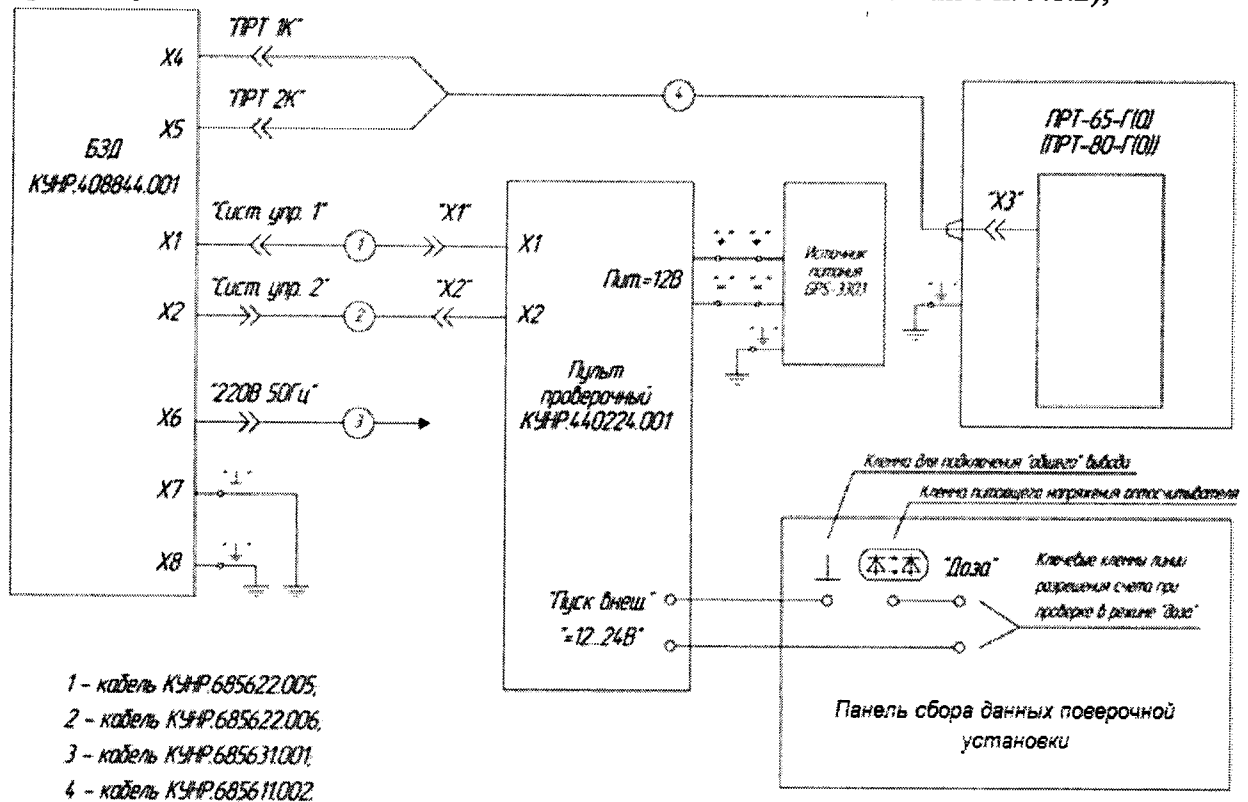 "ПРТ 1К"
X4
"ПРТ 2К"
X5
4
БЗД
КУНР.408844.001
ПРТ-65-Г(О)
(ПРТ-80-Г(О))
"X3"
"Сист. упр. 1"
"X1"
X1
1
X1
"+" "+"
"-" "-"
Пит.=12В
Источник
питания
GPS-3303
"Сист. упр. 2"
"X2"
X2
2
X2
Пульт
проверочный
КУНР.440224.001
"220В 50Гц"
X6
3
X7
X8
Клемма для подключения "общего" вывода
Клемма питающего напряжения оптосчитывателя
"Доза"
Ключевые клеммы линии
разрешения счета при
проверке в режиме "Доза"
"Пуск внеш."
"=12...24В"
Панель сбора данных поверочной
установки
1 - кабель КУНР.685622.005;
2 - кабель КУНР.685622.006;
3 - кабель КУНР.685631.001;
4 - кабель КУНР.685611.002.